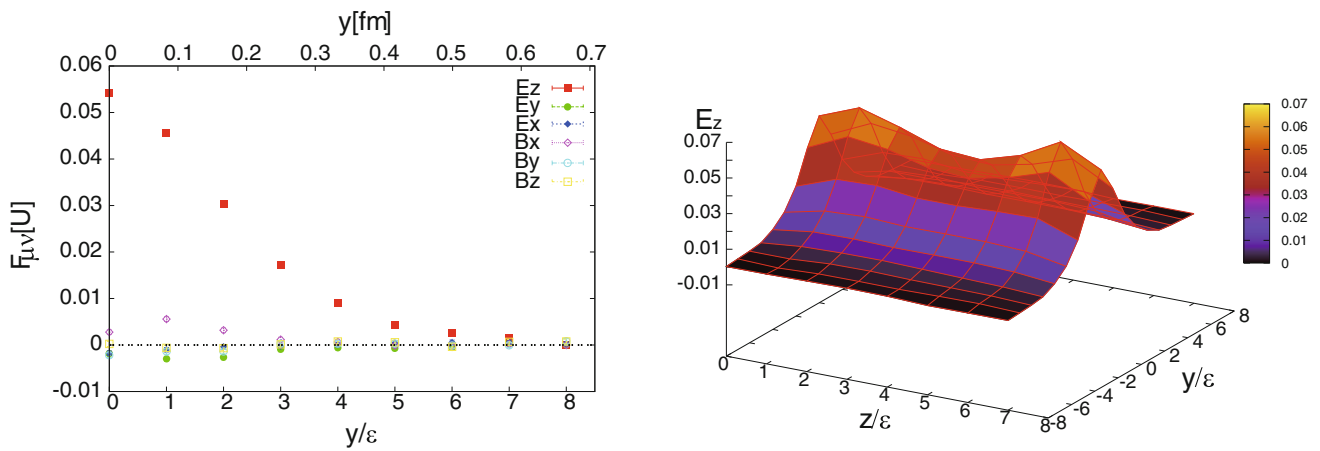 y[fm]
0 0.1 0.2 0.3 0.4 0.5 0.6 0.7
0.06
0.05
0.04
0.03
0.02
0.01
0
-0.01
Fμν[U]
Ez
Ey
Ex
Bx
By
Bz
0 1 2 3 4 5 6 7 8
y/ε
Ez
0.07
0.05
0.03
0.01
-0.01
0 1 2 3 4 5 6 7 8
z/ε
-8 -6 -4 -2 0 2 4 6 8
y/ε
0.07
0.06
0.05
0.04
0.03
0.02
0.01
0